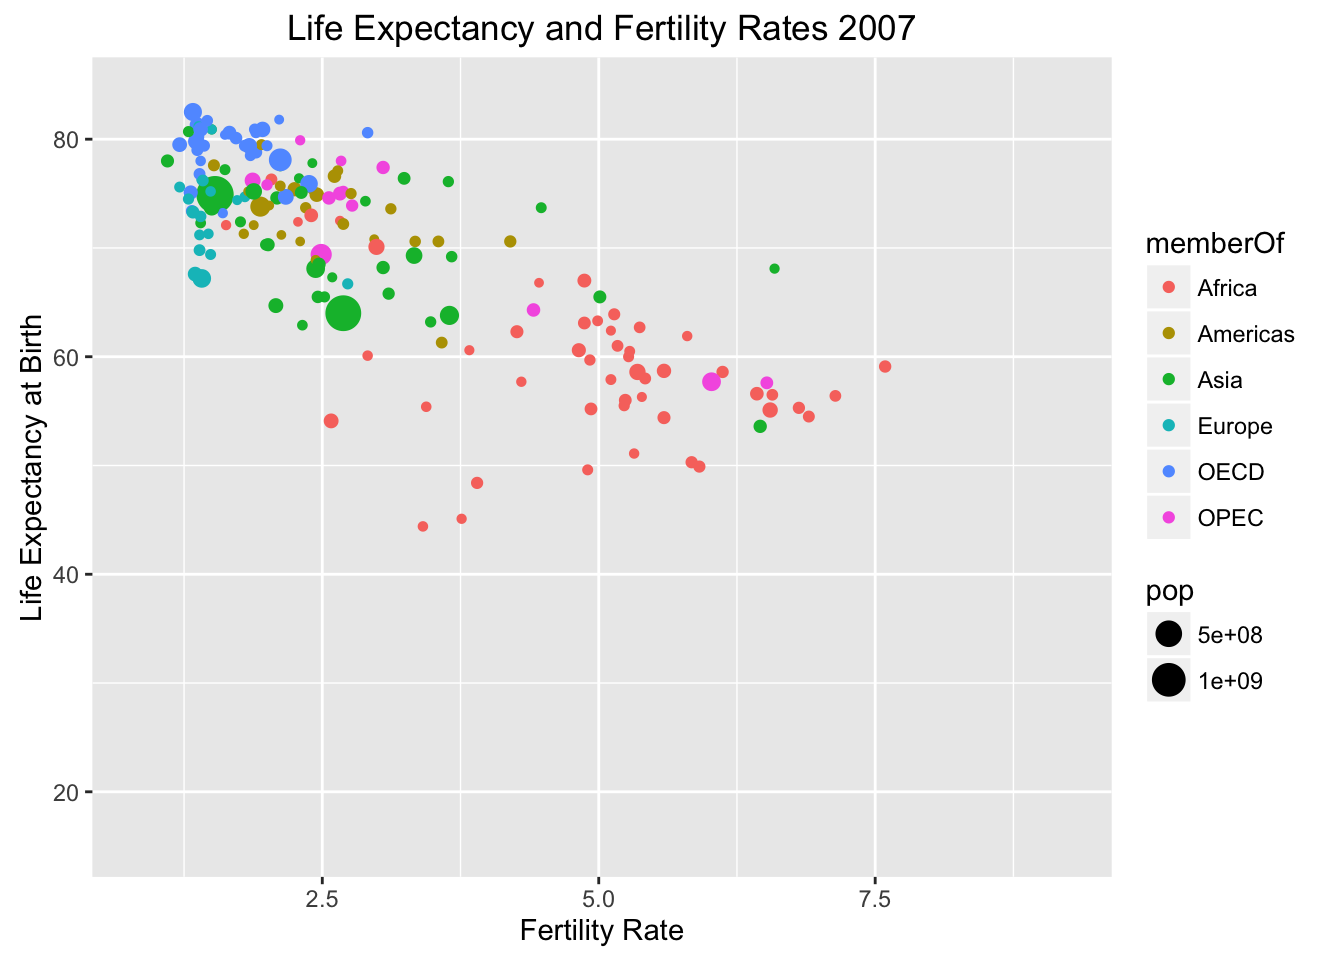 Life Expectancy and Fertility Rates 2007
80
60
40
20
Life Expectancy at Birth
2.5
5.0
7.5
Fertility Rate
memberOf
Africa
Americas
Asia
Europe
OECD
OPEC
pop
5e+08
1e+09